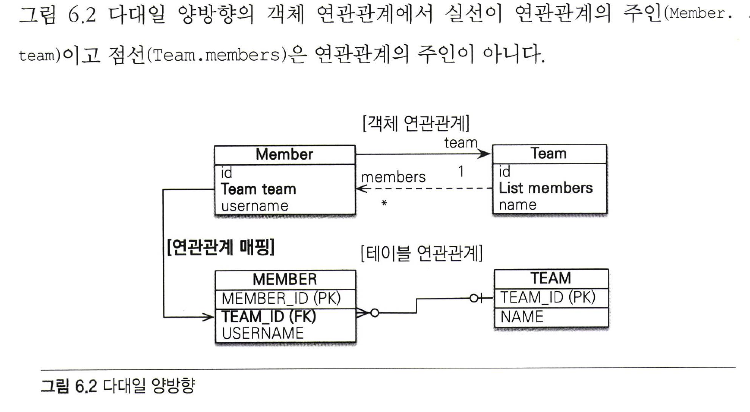 그림 6.2 다대일 양방향의 객체 연관관계에서 실선이 연관관계의 주인(Member.
team)이고 점선(Team.members)은 연관관계의 주인이 아니다.
[객체 연관관계]
team
Member
id
Team team
username
members
1
*
Team
id
List members
name
[연관관계 매핑]
[테이블 연관관계]
MEMBER
MEMBER_ID (PK)
TEAM_ID (FK)
USERNAME
TEAM
TEAM_ID (PK)
NAME
그림 6.2 다대일 양방향